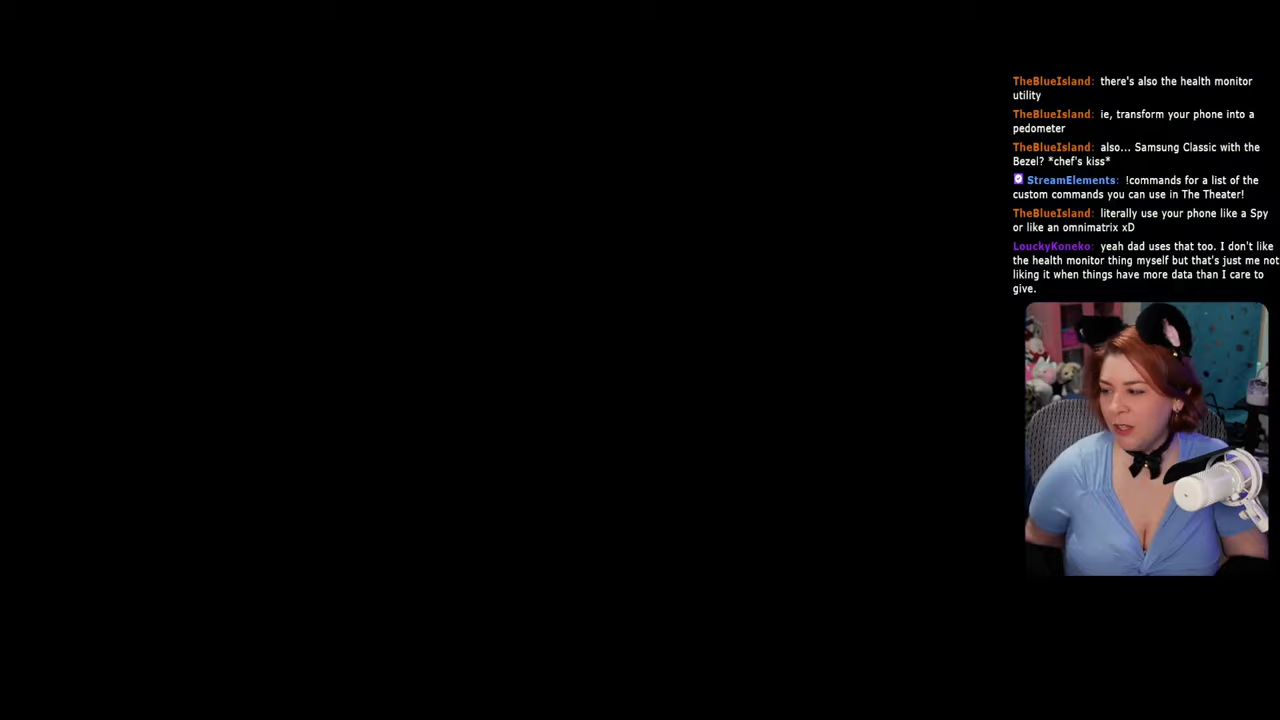 TheBlueIsland: there's also the health monitor
utility
TheBlueIsland: ie, transform your phone into a
pedometer
TheBlueIsland: also... Samsung Classic with the
Bezel? *chef's kiss*
StreamElements: !commands for a list of the
custom commands you can use in The Theater!
TheBlueIsland: literally use your phone like a Spy
or like an omnimatrix xD
LouckyKoneko: yeah dad uses that too. I don't like
the health monitor thing myself but that's just me not
liking it when things have more data than I care to
give.